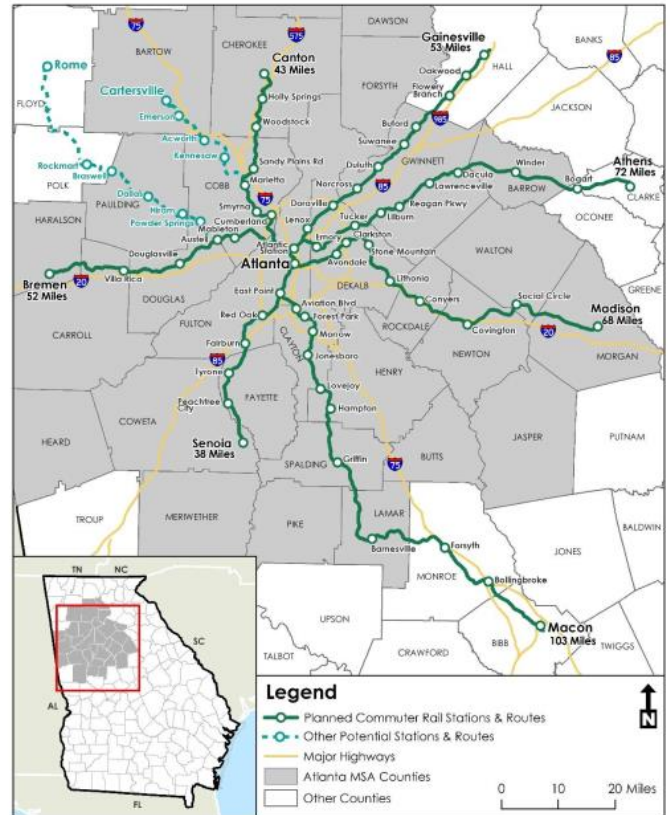 DAWSON
CHEROKEE
BARTOW
75
575
Canton
43 Miles
Gainesville
53 Miles
BANKS
85
HALL
Oakwood
Flowery
Branch
FORSYTH
JACKSON
Rome
FLOYD
Cartersville
Emerson
Acworth
Kennesaw
Holly Springs
Woodstock
Sandy Plains Rd
Marietta
COBB
75
Buford
Suwanee
985
GWINNETT
Duluth
85
Norcross
Doraville
Dacula
Winder
Lawrenceville
BARROW
Bogart
Athens
72 Miles
CLARKE
OCONEE
Rockmart
Braswell
POLK
PAULDING
Dallas
Hiram
Powder Springs
HARALSON
Smyrna
Cumberland
Mableton
Austell
Douglasville
Lenox
Emory
Tucker
Reagan Pkwy
Lilburn
Clarkston
Atlantic
Station
Atlanta
Avondale
Stone Mountain
DEKALB
WALTON
GREENE
Bremen
52 Miles
20
Villa Rica
DOUGLAS
CARROLL
FULTON
East Point
Red Oak
Aviation Blvd
Forest Park
Morrow
Jonesboro
CLAYTON
Lithonia
Conyers
ROCKDALE
Covington
NEWTON
Social Circle
20
Madison
68 Miles
MORGAN
Fairburn
85
Tyrone
Peachtree
City
FAYETTE
COWETA
HEARD
Senoia
38 Miles
Lovejoy
Hampton
HENRY
Griffin
SPALDING
75
BUTTS
JASPER
PUTNAM
TROUP
MERIWETHER
PIKE
LAMAR
Barnesville
Forsyth
MONROE
Bollingbroke
JONES
BALDWIN
UPSON
TALBOT
CRAWFORD
BIBB
Macon
103 Miles
TWIGGS
TN
NC
SC
AL
FL
Legend
Planned Commuter Rail Stations & Routes
Other Potential Stations & Routes
Major Highways
Atlanta MSA Counties
Other Counties
N
0 10 20 Miles